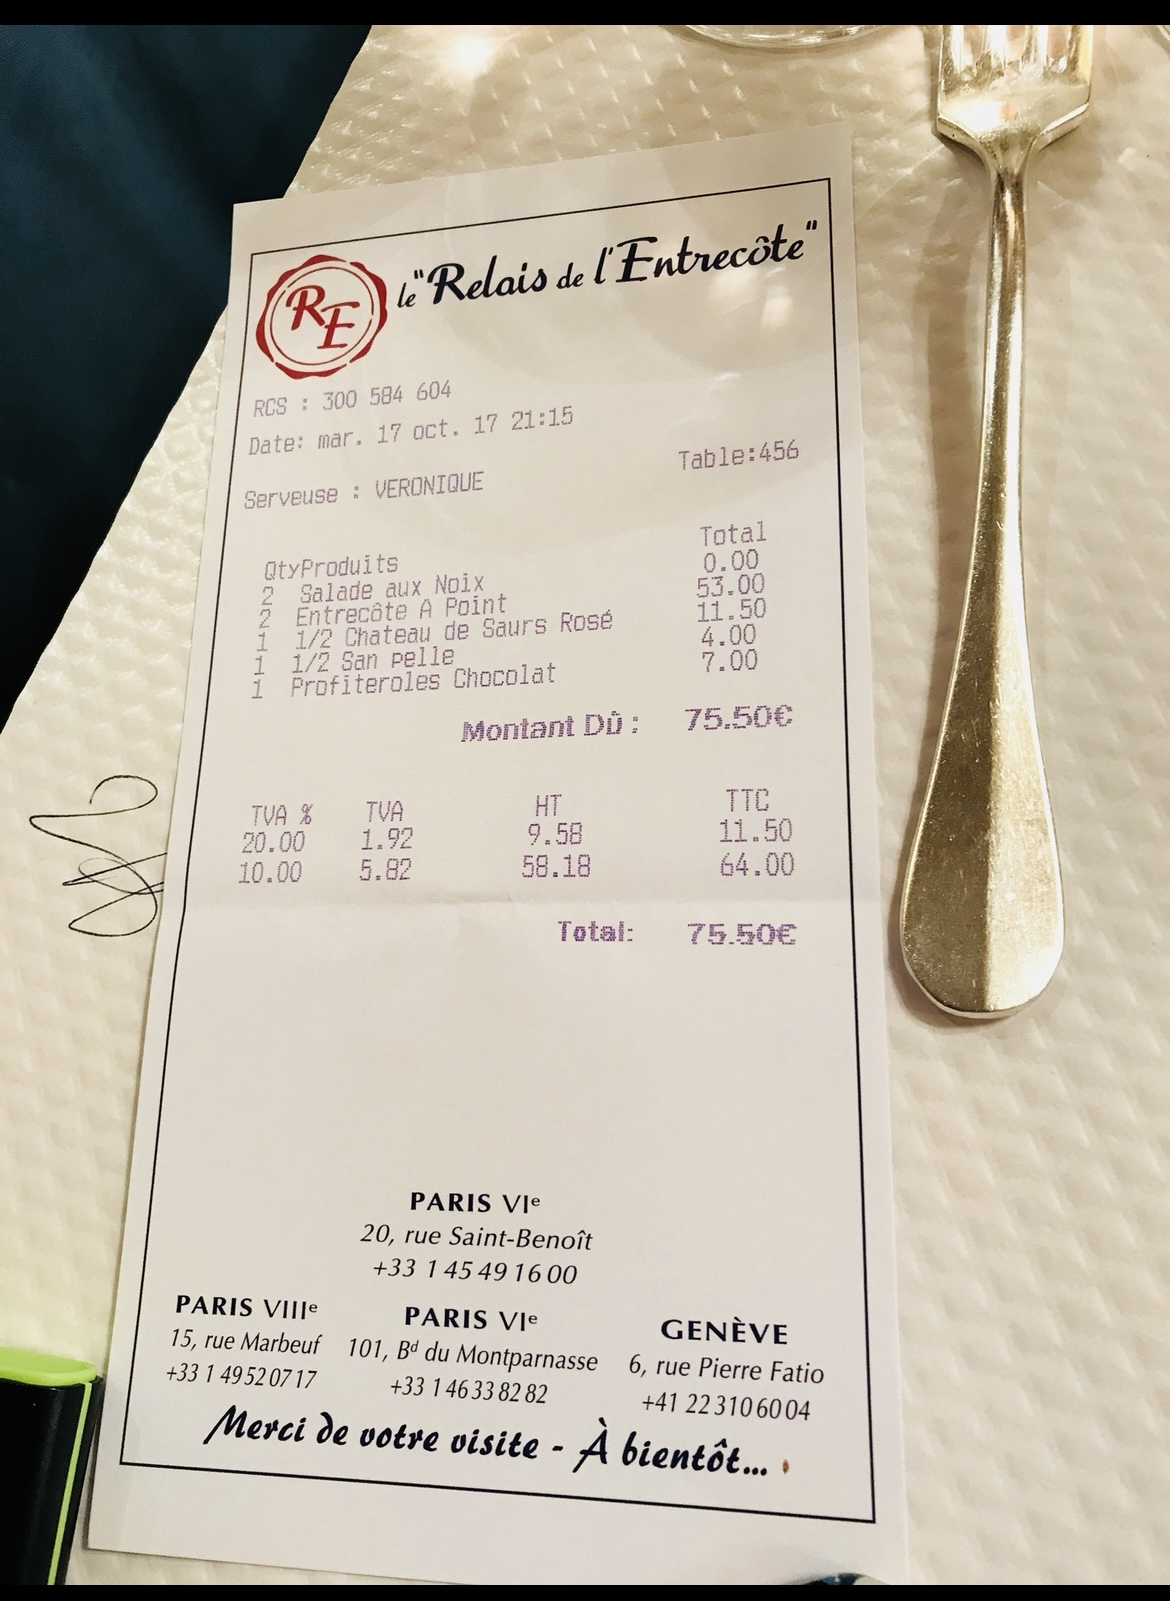 RE
le "Relais de l'Entrecôte"
RCS : 300 584 604
Date: mar. 17 oct. 17 21:15
Table:456
Serveuse : VERONIQUE
QtyProduits Total
2 Salade aux Noix 0.00
2 Entrecôte A Point 53.00
1 1/2 Chateau de Saurs Rosé 11.50
1 1/2 San pelle 4.00
1 Profiteroles Chocolat 7.00
Montant Dû : 75.50€
TVA % TVA HT TTC
20.00 1.92 9.58 11.50
10.00 5.82 58.18 64.00
Total: 75.50€
PARIS VIe
20, rue Saint-Benoît
+33 1 45 49 16 00
PARIS VIIIe
15, rue Marbeuf
+33 1 49 52 07 17
PARIS VIe
101, Bd du Montparnasse
+33 1 46 33 82 82
GENÈVE
6, rue Pierre Fatio
+41 22 310 60 04
Merci de votre visite - À bientôt...